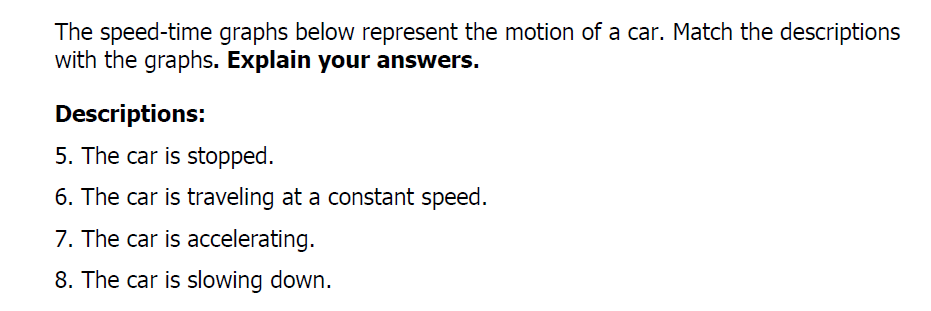 The speed-time graphs below represent the motion of a car. Match the descriptions
with the graphs. Explain your answers.
Descriptions:
5. The car is stopped.
6. The car is traveling at a constant speed.
7. The car is accelerating.
8. The car is slowing down.